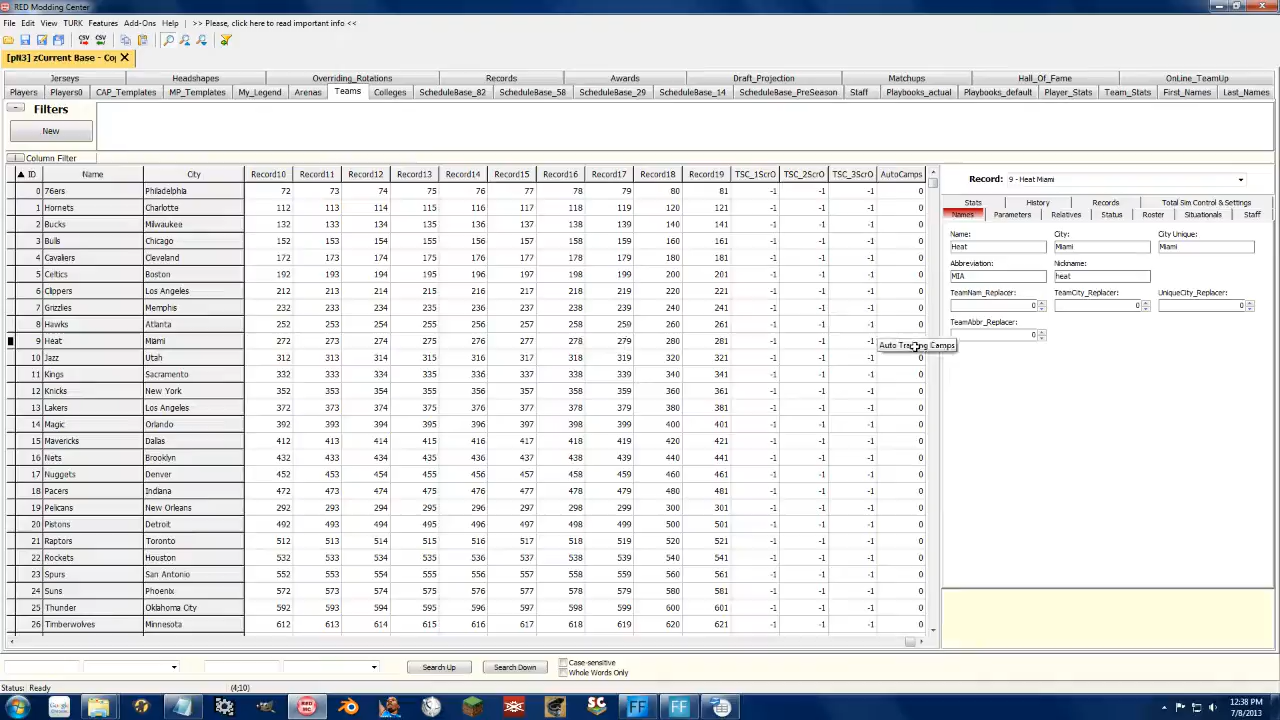 RED Modding Center
File Edit View TURK Features Add-Ons Help >> Please, click here to read important info <<
CSV CSV
[pN3] zCurrent Base - Cop X
Jerseys Headshapes Overriding_Rotations Records Awards Draft_Projection Matchups Hall_Of_Fame OnLine_TeamUp
Players Players0 CAP_Templates MP_Templates My_Legend Arenas Teams Colleges ScheduleBase_82 ScheduleBase_58 ScheduleBase_29 ScheduleBase_14 ScheduleBase_PreSeason Staff Playbooks_actual Playbooks_default Player_Stats Team_Stats First_Names Last_Names
Filters
New
Column Filter
ID Name City Record10 Record11 Record12 Record13 Record14 Record15 Record16 Record17 Record18 Record19 TSC_1ScrO TSC_2ScrO TSC_3ScrO AutoCamps
0 76ers Philadelphia 72 73 74 75 76 77 78 79 80 81 -1 -1 -1 0
1 Hornets Charlotte 112 113 114 115 116 117 118 119 120 121 -1 -1 -1 0
2 Bucks Milwaukee 132 133 134 135 136 137 138 139 140 141 -1 -1 -1 0
3 Bulls Chicago 152 153 154 155 156 157 158 159 160 161 -1 -1 -1 0
4 Cavaliers Cleveland 172 173 174 175 176 177 178 179 180 181 -1 -1 -1 0
5 Celtics Boston 192 193 194 195 196 197 198 199 200 201 -1 -1 -1 0
6 Clippers Los Angeles 212 213 214 215 216 217 218 219 220 221 -1 -1 -1 0
7 Grizzlies Memphis 232 233 234 235 236 237 238 239 240 241 -1 -1 -1 0
8 Hawks Atlanta 252 253 254 255 256 257 258 259 260 261 -1 -1 -1 0
9 Heat Miami 272 273 274 275 276 277 278 279 280 281 -1 -1 -1 0
10 Jazz Utah 312 313 314 315 316 317 318 319 320 321 -1 -1 -1 0
11 Kings Sacramento 332 333 334 335 336 337 338 339 340 341 -1 -1 -1 0
12 Knicks New York 352 353 354 355 356 357 358 359 360 361 -1 -1 -1 0
13 Lakers Los Angeles 372 373 374 375 376 377 378 379 380 381 -1 -1 -1 0
14 Magic Orlando 392 393 394 395 396 397 398 399 400 401 -1 -1 -1 0
15 Mavericks Dallas 412 413 414 415 416 417 418 419 420 421 -1 -1 -1 0
16 Nets Brooklyn 432 433 434 435 436 437 438 439 440 441 -1 -1 -1 0
17 Nuggets Denver 452 453 454 455 456 457 458 459 460 461 -1 -1 -1 0
18 Pacers Indiana 472 473 474 475 476 477 478 479 480 481 -1 -1 -1 0
19 Pelicans New Orleans 292 293 294 295 296 297 298 299 300 301 -1 -1 -1 0
20 Pistons Detroit 492 493 494 495 496 497 498 499 500 501 -1 -1 -1 0
21 Raptors Toronto 512 513 514 515 516 517 518 519 520 521 -1 -1 -1 0
22 Rockets Houston 532 533 534 535 536 537 538 539 540 541 -1 -1 -1 0
23 Spurs San Antonio 552 553 554 555 556 557 558 559 560 561 -1 -1 -1 0
24 Suns Phoenix 572 573 574 575 576 577 578 579 580 581 -1 -1 -1 0
25 Thunder Oklahoma City 592 593 594 595 596 597 598 599 600 601 -1 -1 -1 0
26 Timberwolves Minnesota 612 613 614 615 616 617 618 619 620 621 -1 -1 -1 0
Auto Training Camps
Record: 9 - Heat Miami
Stats History Records Total Sim Control & Settings
Names Parameters Relatives Status Roster Situationals Staff
Name: City: City Unique:
Heat Miami Miami
Abbreviation: Nickname:
MIA heat
TeamNam_Replacer: TeamCity_Replacer: UniqueCity_Replacer:
0 0 0
TeamAbbr_Replacer:
0
Search Up Search Down Case-sensitive
Whole Words Only
Status: Ready (4;10)
Google RED MC SC FF FF 12:38 PM
7/8/2013